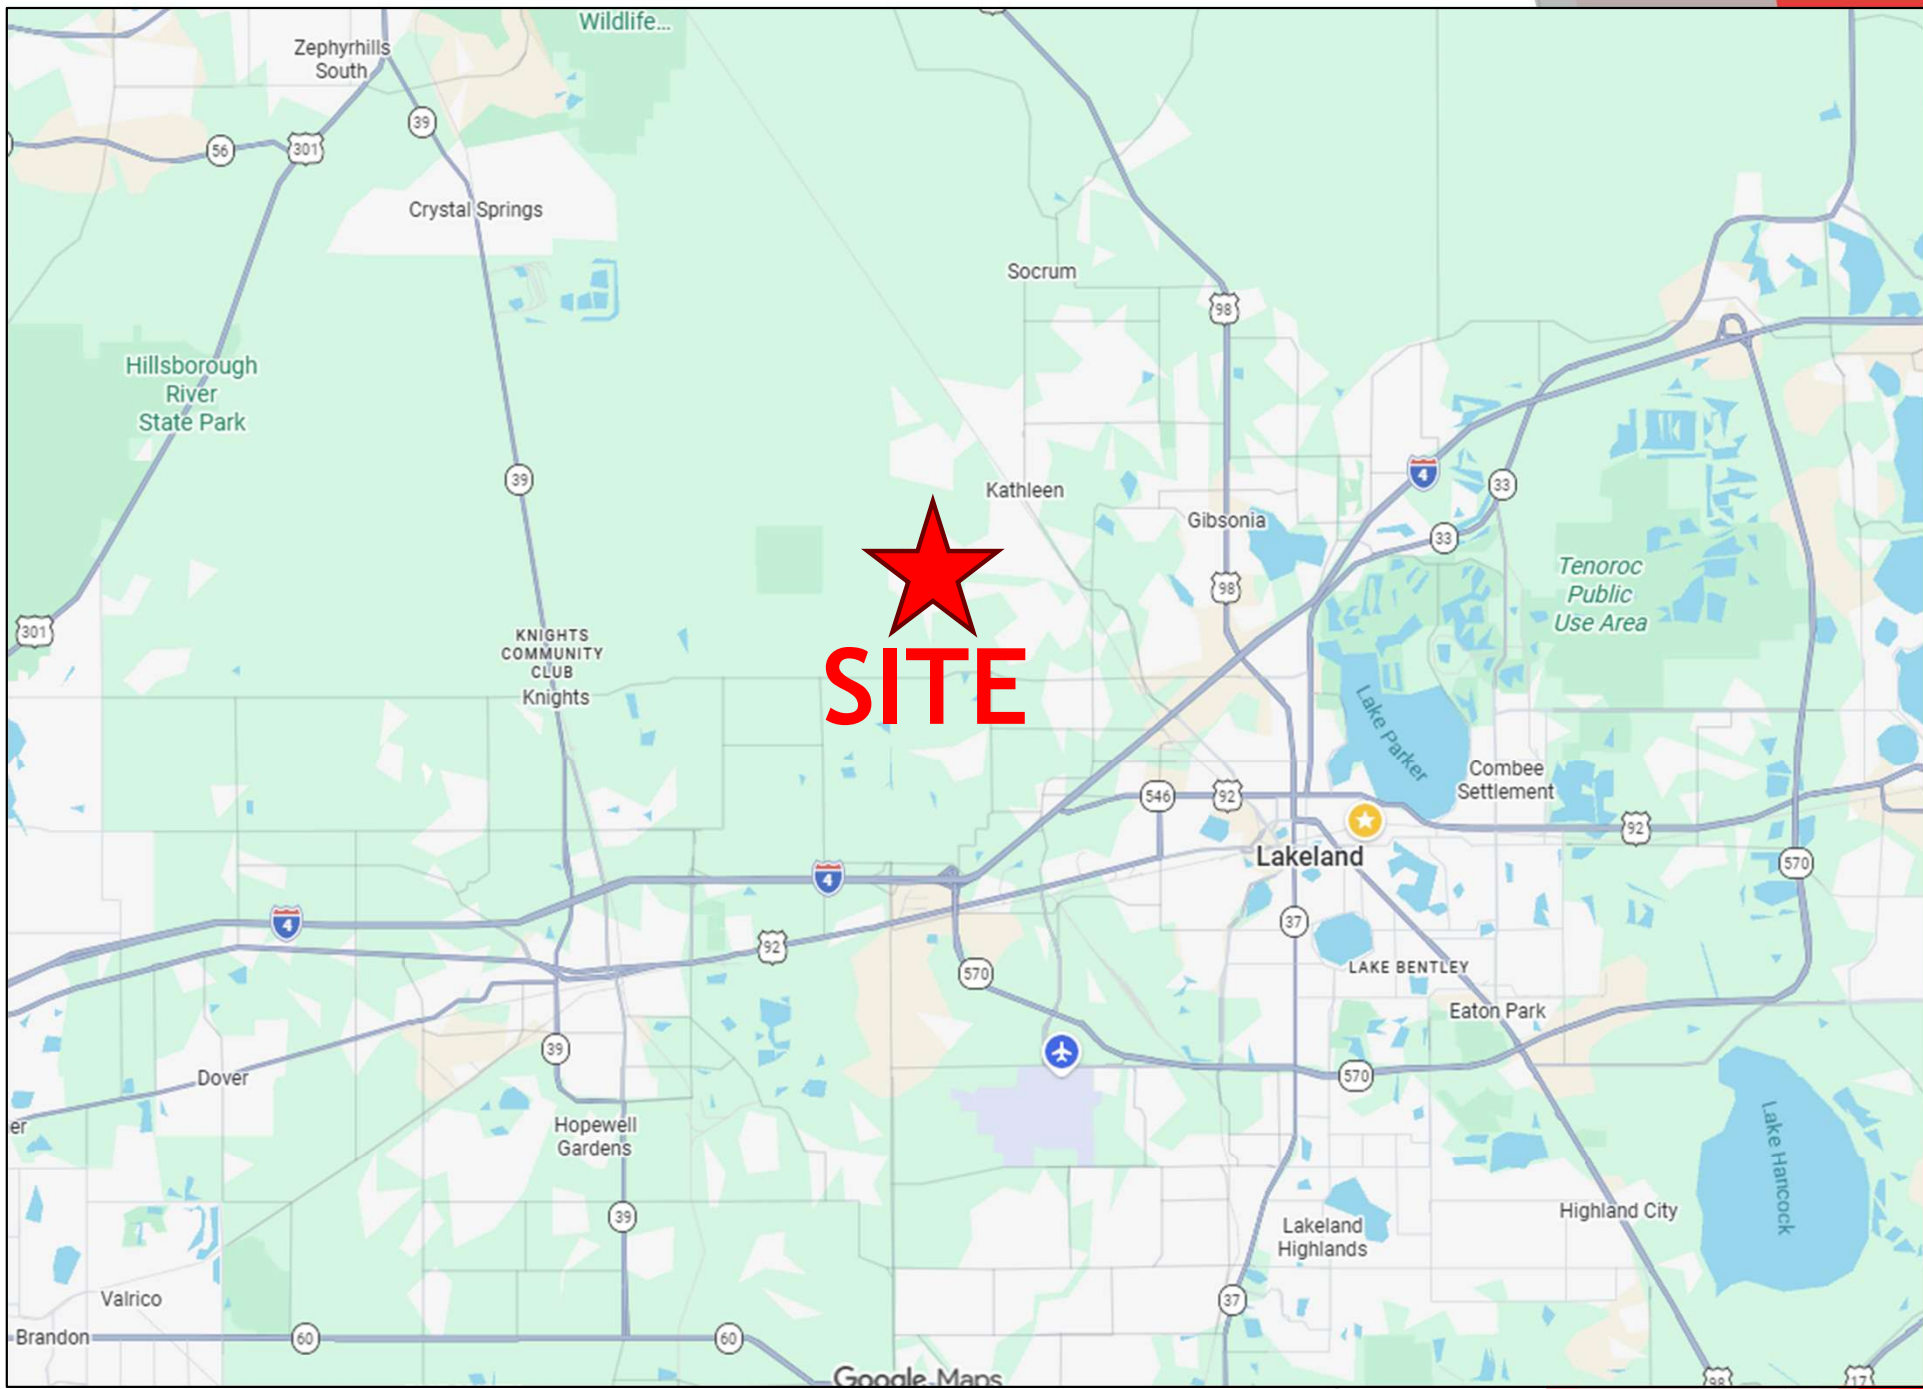 Wildlife...
Zephyrhills
South
39
56
301
Crystal Springs
Socrum
98
Hillsborough
River
State Park
39
4
33
Kathleen
Gibsonia
33
Tenoroc
Public
Use Area
98
301
KNIGHTS
COMMUNITY
CLUB
Knights
SITE
Lake Parker
Combee
Settlement
546
92
92
Lakeland
570
4
4
37
92
LAKE BENTLEY
570
Eaton Park
39
Dover
570
er
Hopewell
Gardens
Lake Hancock
39
Highland City
Lakeland
Highlands
Valrico
37
Brandon
60
60
Google Maps
98
17